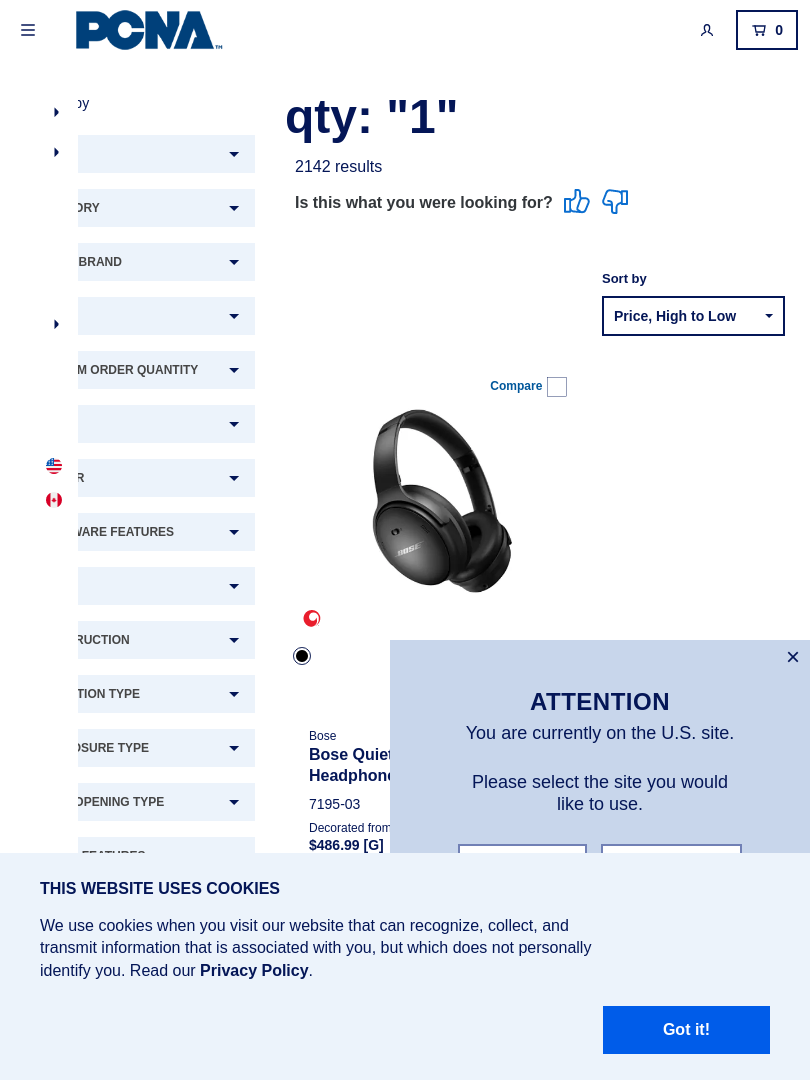 PCNA™
0
by
qty: "1"
2142 results
Is this what you were looking for?
ORY
BRAND
Sort by
Price, High to Low
M ORDER QUANTITY
Compare
R
WARE FEATURES
BOSE
RUCTION
TION TYPE
OSURE TYPE
OPENING TYPE
FEATURES
Bose
Bose Quiet
Headphone
7195-03
Decorated from
$486.99 [G]
×
ATTENTION
You are currently on the U.S. site.
Please select the site you would
like to use.
THIS WEBSITE USES COOKIES
We use cookies when you visit our website that can recognize, collect, and
transmit information that is associated with you, but which does not personally
identify you. Read our Privacy Policy.
Got it!